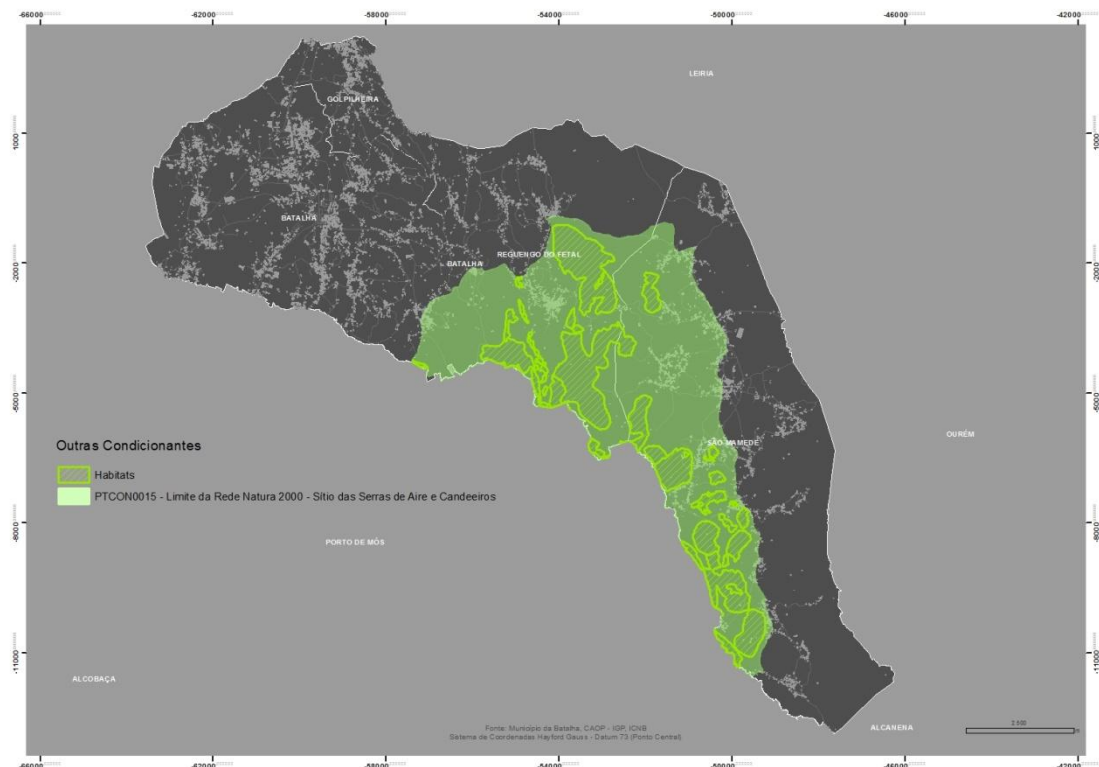 -66000
-62000
-58000
-54000
-50000
-46000
-42000
LEIRIA
GOLPILHEIRA
1000
1000
BATALHA
REGUENGO DO FETAL
BATALHA
-2000
-2000
-5000
-5000
OURÉM
SÃO MAMEDE
Outras Condicionantes
Habitats
PTCON0015 - Limite da Rede Natura 2000 - Sítio das Serras de Aire e Candeeiros
-8000
-8000
PORTO DE MÓS
-11000
-11000
ALCOBAÇA
Fonte: Município da Batalha, CAOP - IGP, ICNB
Sistema de Coordenadas Hayford Gauss - Datum 73 (Ponto Central)
ALCANENA
2 500
m
-66000
-62000
-58000
-54000
-50000
-46000
-42000